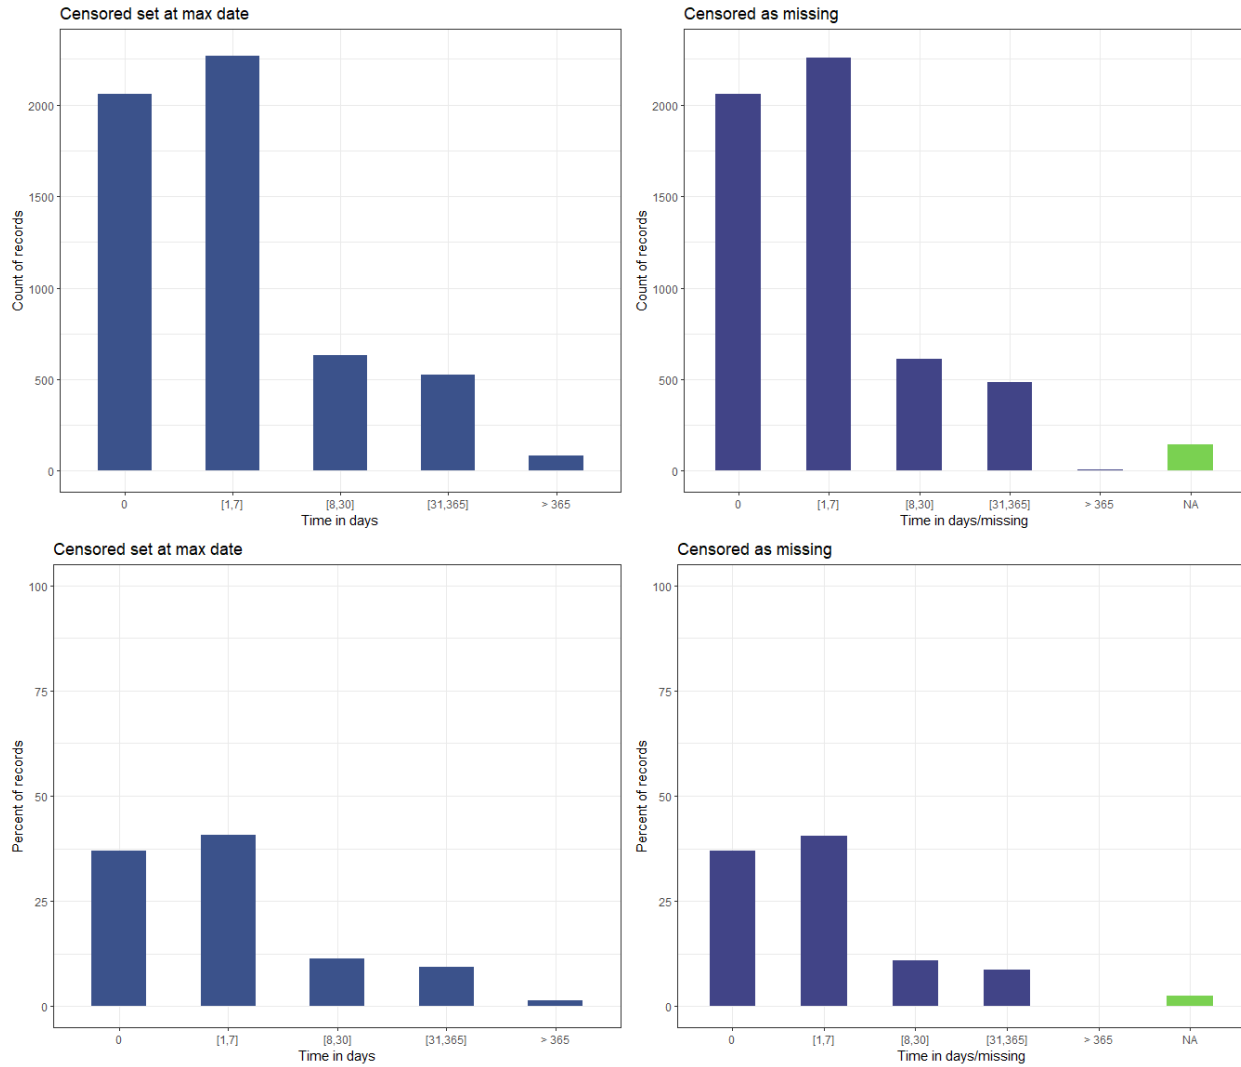 Censored set at max date
Count of records
2000
1500
1000
500
0
0 [1,7] [8,30] [31,365] > 365
Time in days
Censored as missing
Count of records
2000
1500
1000
500
0
0 [1,7] [8,30] [31,365] > 365 NA
Time in days/missing
Censored set at max date
Percent of records
100
75
50
25
0
0 [1,7] [8,30] [31,365] > 365
Time in days
Censored as missing
Percent of records
100
75
50
25
0
0 [1,7] [8,30] [31,365] > 365 NA
Time in days/missing